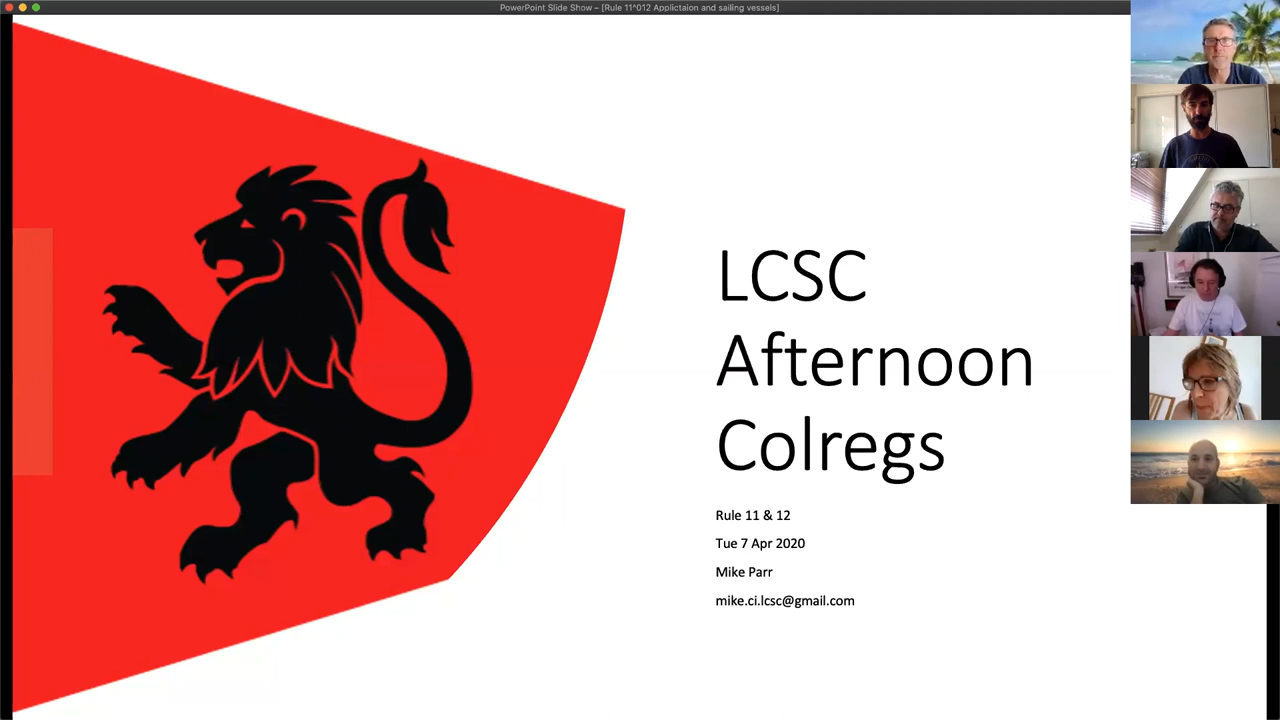 PowerPoint Slide Show – [Rule 11^012 Applictaion and sailing vessels]
LCSC
Afternoon
Colregs
Rule 11 & 12
Tue 7 Apr 2020
Mike Parr
mike.ci.lcsc@gmail.com